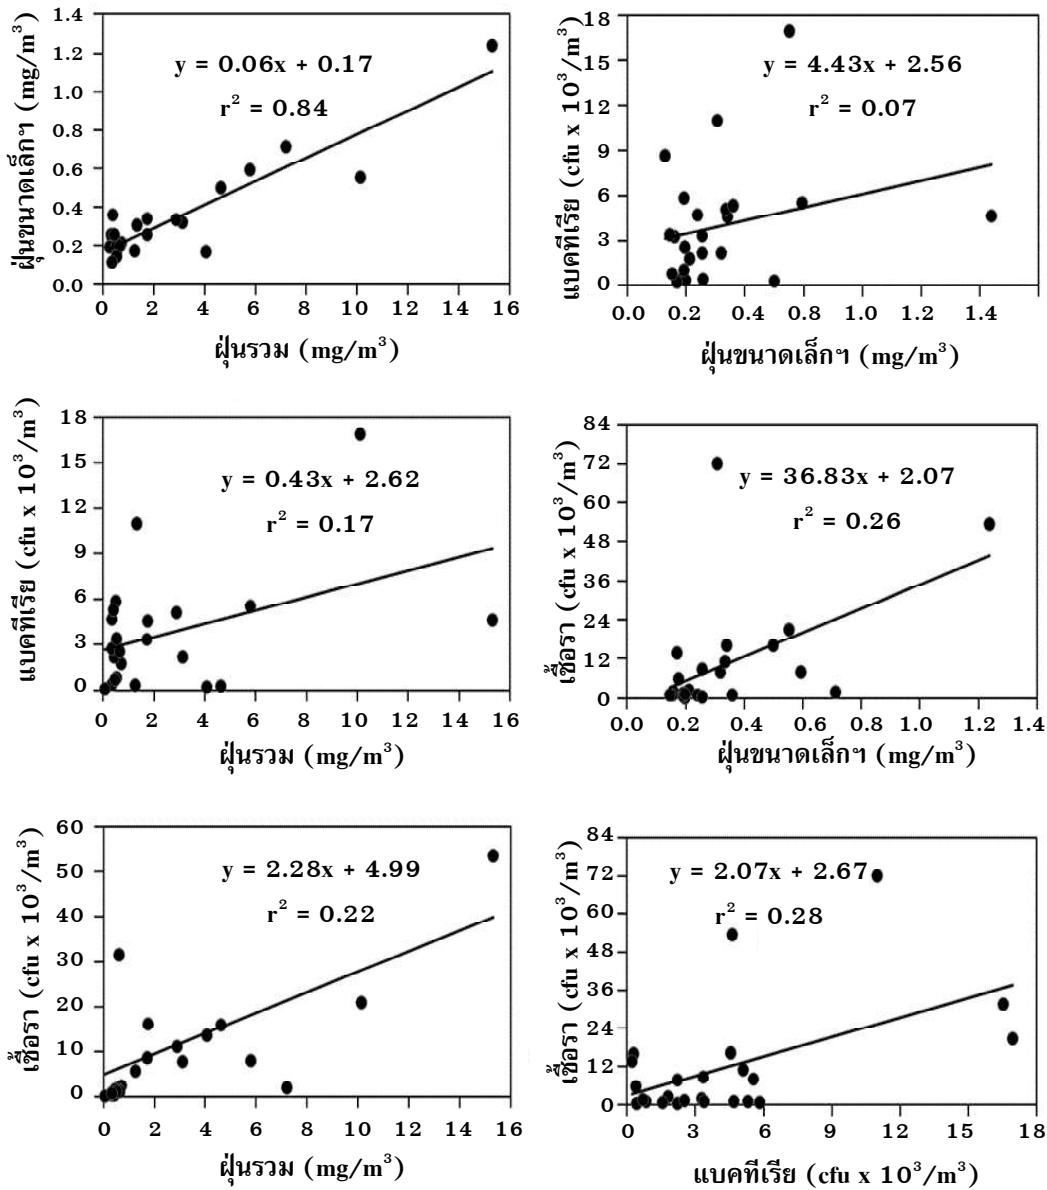 ฝุ่นขนาดเล็กฯ (mg/m³)
1.4
1.2
1.0
0.8
0.6
0.4
0.2
0.0
y = 0.06x + 0.17
r² = 0.84
0 2 4 6 8 10 12 14 16
ฝุ่นรวม (mg/m³)
แบคทีเรีย (cfu x 10³/m³)
18
15
12
9
6
3
0
y = 4.43x + 2.56
r² = 0.07
0.0 0.2 0.4 0.6 0.8 1.0 1.2 1.4
ฝุ่นขนาดเล็กฯ (mg/m³)
แบคทีเรีย (cfu x 10³/m³)
18
15
12
9
6
3
0
y = 0.43x + 2.62
r² = 0.17
0 2 4 6 8 10 12 14 16
ฝุ่นรวม (mg/m³)
เชื้อรา (cfu x 10³/m³)
84
72
60
48
36
24
12
0
y = 36.83x + 2.07
r² = 0.26
0.0 0.2 0.4 0.6 0.8 1.0 1.2 1.4
ฝุ่นขนาดเล็กฯ (mg/m³)
เชื้อรา (cfu x 10³/m³)
60
50
40
30
20
10
0
y = 2.28x + 4.99
r² = 0.22
0 2 4 6 8 10 12 14 16
ฝุ่นรวม (mg/m³)
เชื้อรา (cfu x 10³/m³)
84
72
60
48
36
24
12
0
y = 2.07x + 2.67
r² = 0.28
0 3 6 9 12 15 18
แบคทีเรีย (cfu x 10³/m³)